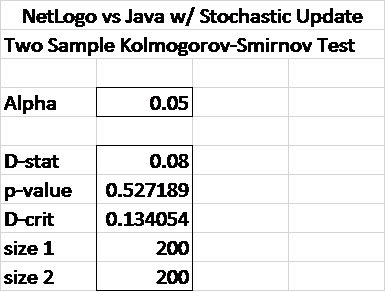 NetLogo vs Java w/ Stochastic Update
Two Sample Kolmogorov-Smirnov Test
Alpha 0.05
D-stat 0.08
p-value 0.527189
D-crit 0.134054
size 1 200
size 2 200